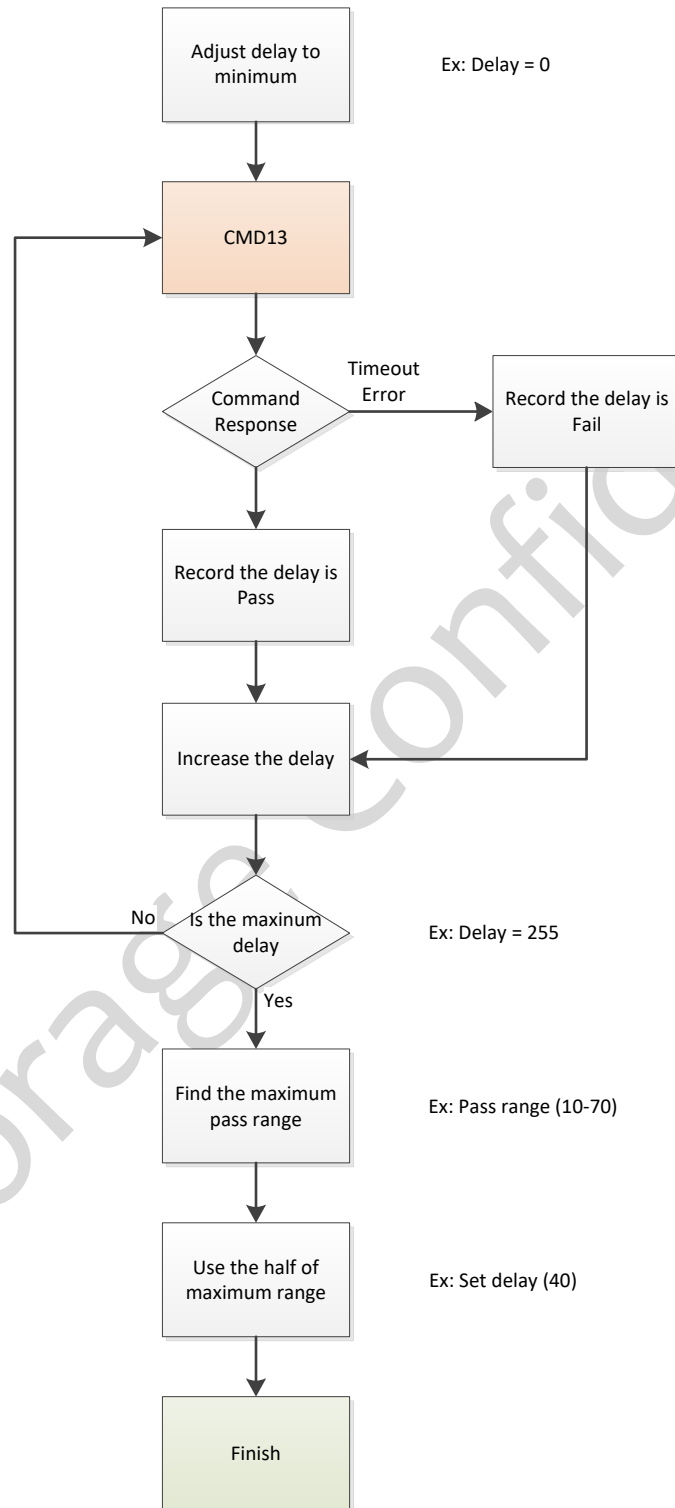 Adjust delay to
minimum
Ex: Delay = 0
CMD13
Command
Response
Timeout
Error
Record the delay is
Fail
Record the delay is
Pass
Increase the delay
No
Is the maxinum
delay
Ex: Delay = 255
Yes
Find the maximum
pass range
Ex: Pass range (10-70)
Use the half of
maximum range
Ex: Set delay (40)
Finish